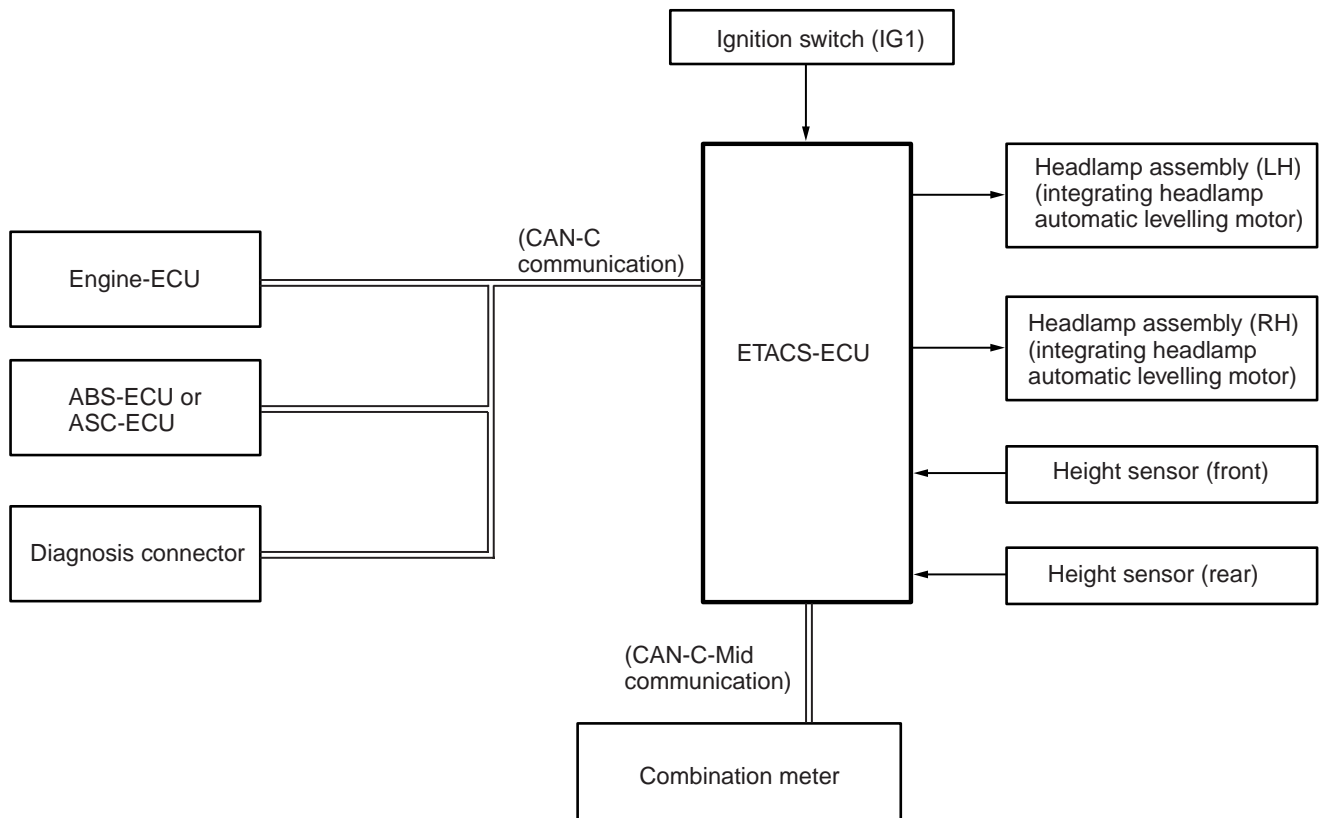 Ignition switch (IG1)
Headlamp assembly (LH)
(integrating headlamp
automatic levelling motor)
(CAN-C
communication)
Engine-ECU
Headlamp assembly (RH)
(integrating headlamp
automatic levelling motor)
ETACS-ECU
ABS-ECU or
ASC-ECU
Height sensor (front)
Diagnosis connector
Height sensor (rear)
(CAN-C-Mid
communication)
Combination meter